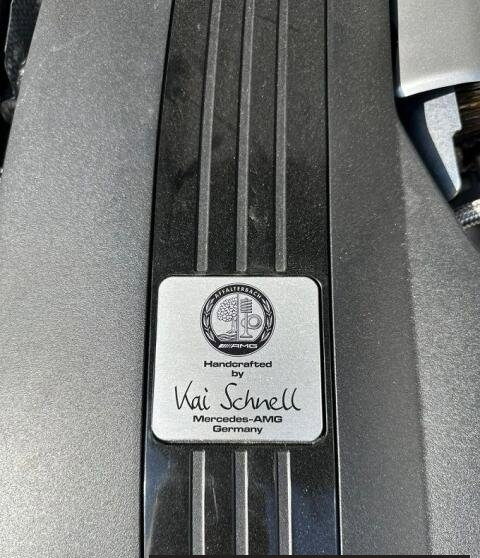 AFFALTERBACH
AMG
Handcrafted
by
Kai Schnell
Mercedes-AMG
Germany